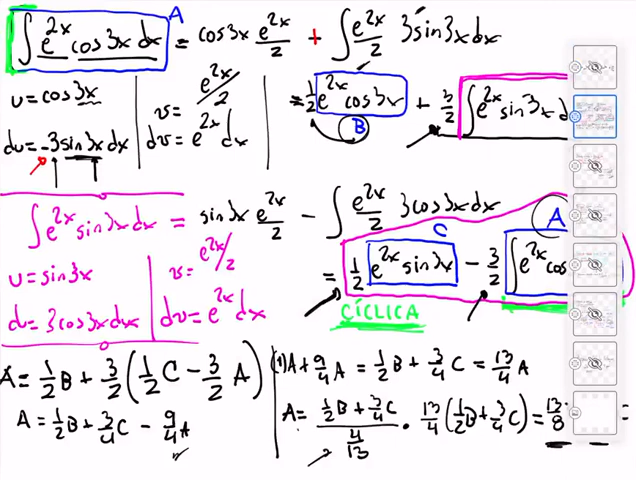 A
∫ e^2x cos3x dx = cos3x e^2x/2 + ∫ e^2x/2 3sin3x dx
u = cos3x
v = e^2x/2
= 1/2 e^2x cos3x + 3/2 ∫ e^2x sin3x d
B
du = -3 sin3x dx
dv = e^2x dx
∫ e^2x sin3x dx = sin3x e^2x/2 - ∫ e^2x/2 3cos3x dx
u = sin3x
v = e^2x/2
C
A
= 1/2 e^2x sin3x - 3/2 ∫ e^2x cos
du = 3cos3x dx
dv = e^2x dx
CÍCLICA
A = 1/2 B + 3/2 (1/2 C - 3/2 A)
A = 1/2 B + 3/4 C - 9/4 A
(1) A + 9/4 A = 1/2 B + 3/4 C = 13/4 A
A = (1/2 B + 3/4 C)/(4/13) · 13/4 (1/2 B + 3/4 C) = 13/8 =